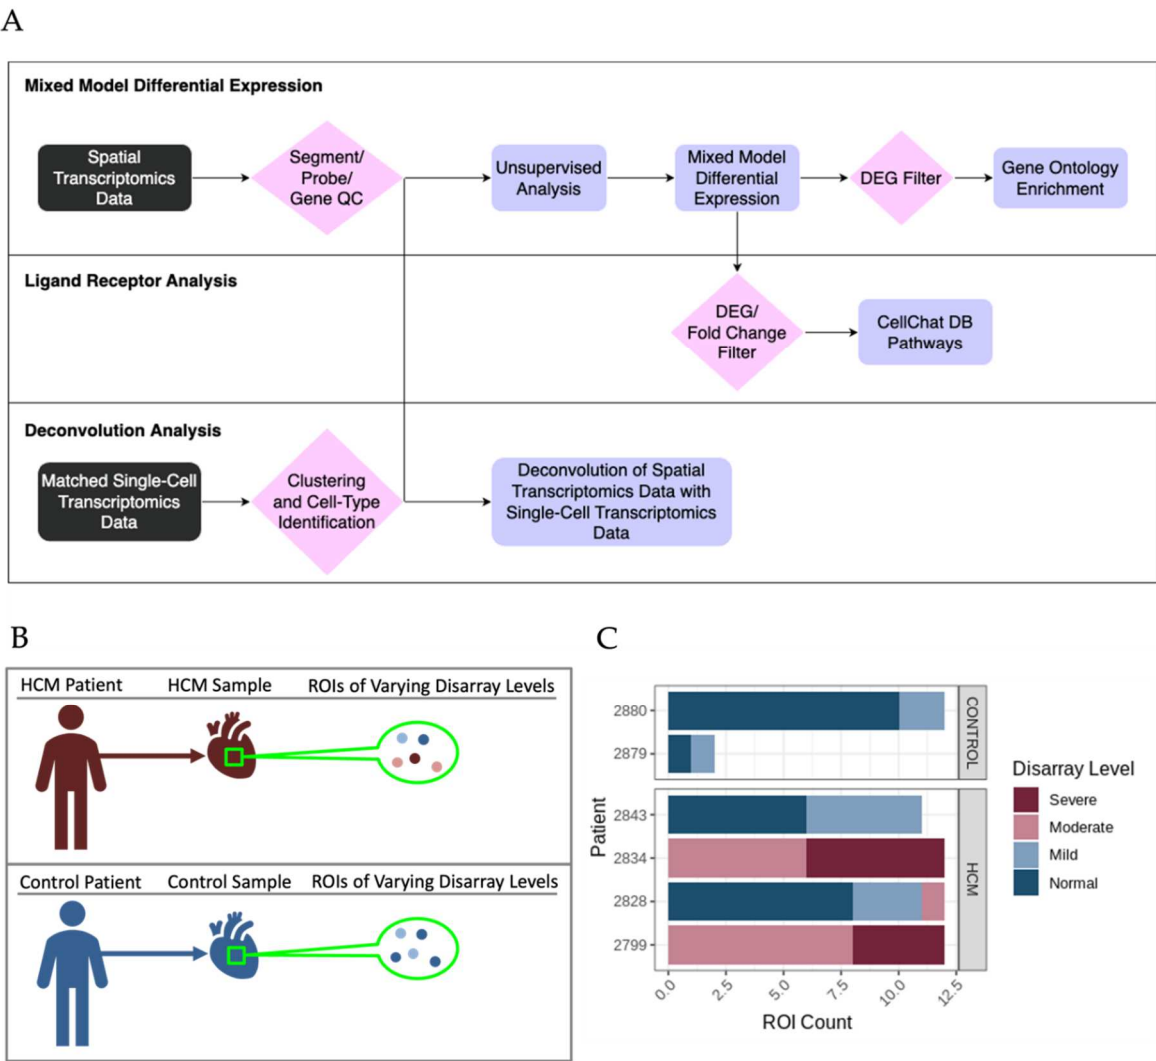 A
Mixed Model Differential Expression
Spatial
Transcriptomics
Data
Segment/
Probe/
Gene QC
Unsupervised
Analysis
Mixed Model
Differential
Expression
DEG Filter
Gene Ontology
Enrichment
Ligand Receptor Analysis
DEG/
Fold Change
Filter
CellChat DB
Pathways
Deconvolution Analysis
Matched Single-Cell
Transcriptomics
Data
Clustering
and Cell-Type
Identification
Deconvolution of Spatial
Transcriptomics Data with
Single-Cell Transcriptomics
Data
B
HCM Patient HCM Sample ROIs of Varying Disarray Levels
Control Patient Control Sample ROIs of Varying Disarray Levels
C
Patient
2880
2879
CONTROL
2843
2834
2828
2799
HCM
0.0 2.5 5.0 7.5 10.0 12.5
ROI Count
Disarray Level
Severe
Moderate
Mild
Normal